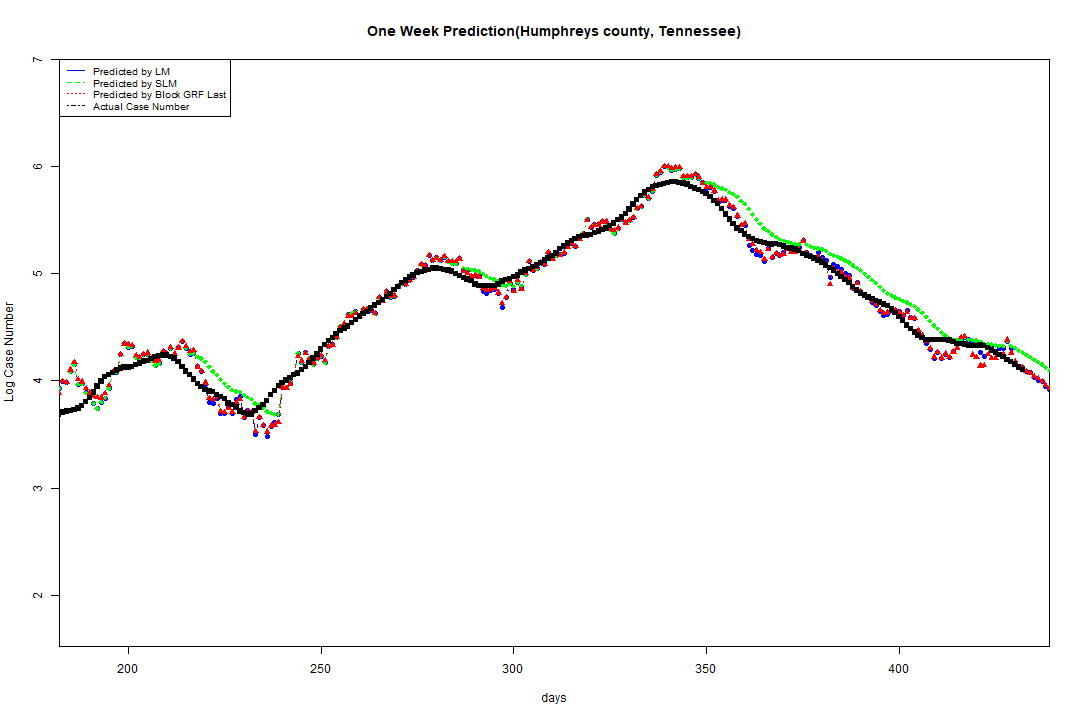 One Week Prediction(Humphreys county, Tennessee)
Predicted by LM
Predicted by SLM
Predicted by Block GRF Last
Actual Case Number
Log Case Number
7
6
5
4
3
2
200 250 300 350 400
days